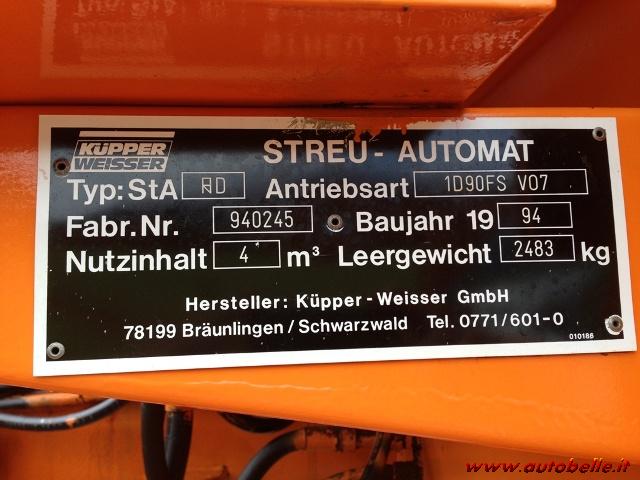 KÜPPER
WEISSER
STREU-AUTOMAT
Typ: StA D Antriebsart 1D90FS V07
Fabr. Nr. 940245 Baujahr 19 94
Nutzinhalt 4 m³ Leergewicht 2483 kg
Hersteller: Küpper-Weisser GmbH
78199 Bräunlingen/Schwarzwald Tel. 0771/601-0
010186
www.autobelle.it